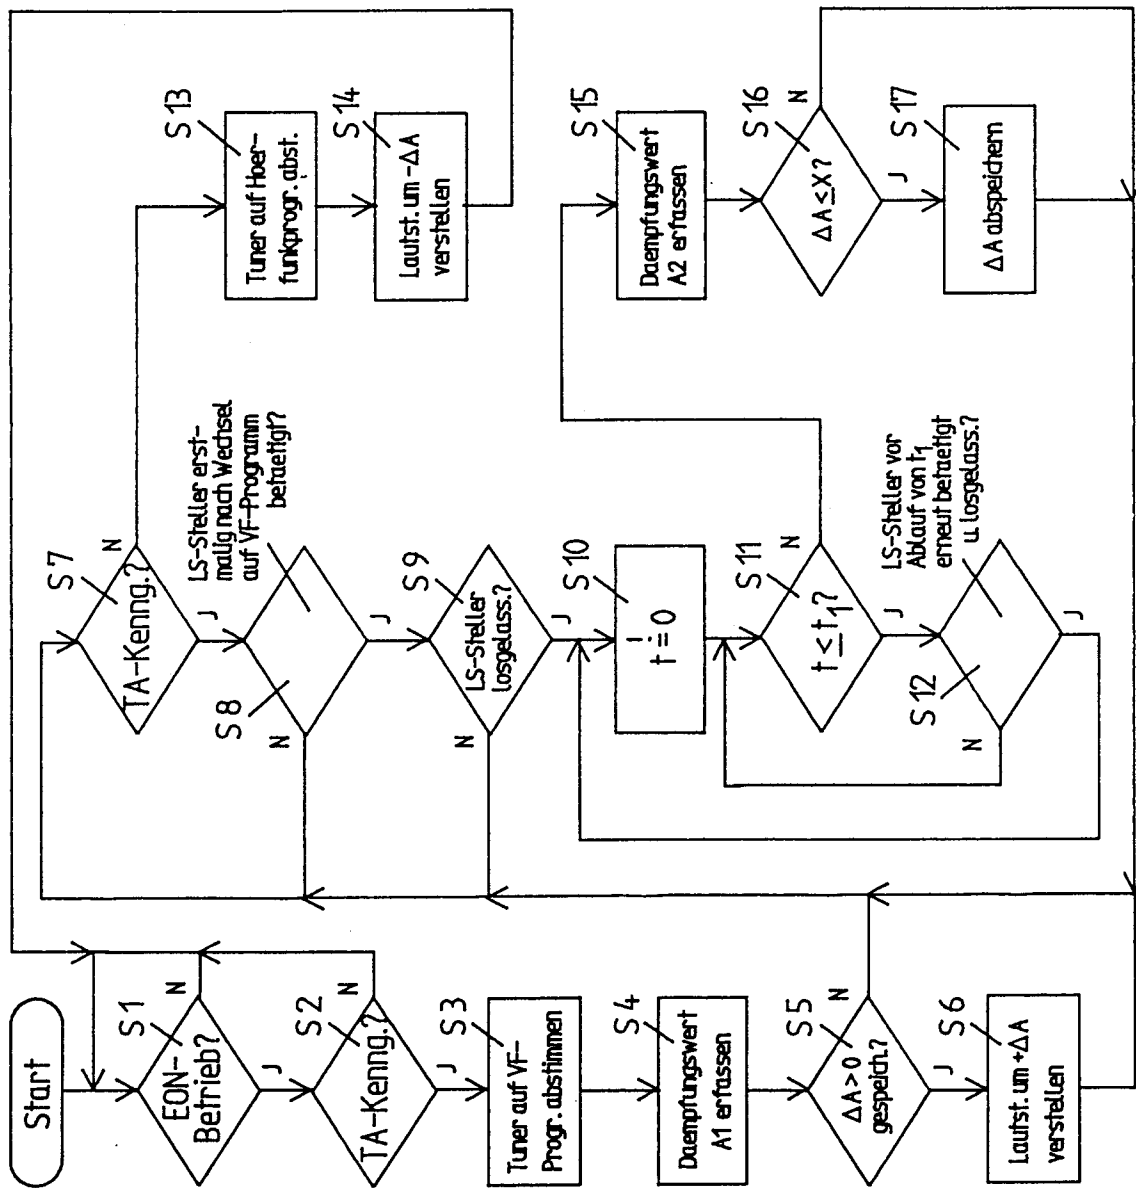 Start
S1
EON-
Betrieb?
N
J
S2
TA-Kenng.?
N
J
S3
Tuner auf VF-
Progr. abstimmen
S4
Daempfungswert
A1 erfassen
S5
ΔA>0
gespeich.?
N
J
S6
Lautst. um +ΔA
verstellen
S7
TA-Kenng.?
N
J
S8
LS-Steller erst-
malig nach Wechsel
auf VF-Programm
betaetigt?
N
J
S9
LS-Steller
losgelass.?
N
J
S10
t ≐ 0
S11
t ≤ t₁?
N
J
S12
LS-Steller vor
Ablauf von t₁
erneut betaetigt
u. losgelass.?
N
J
S13
Tuner auf Hoer-
funkprogr. abst.
S14
Lautst. um -ΔA
verstellen
S15
Daempfungswert
A2 erfassen
S16
ΔA ≤ X?
N
J
S17
ΔA abspeichern